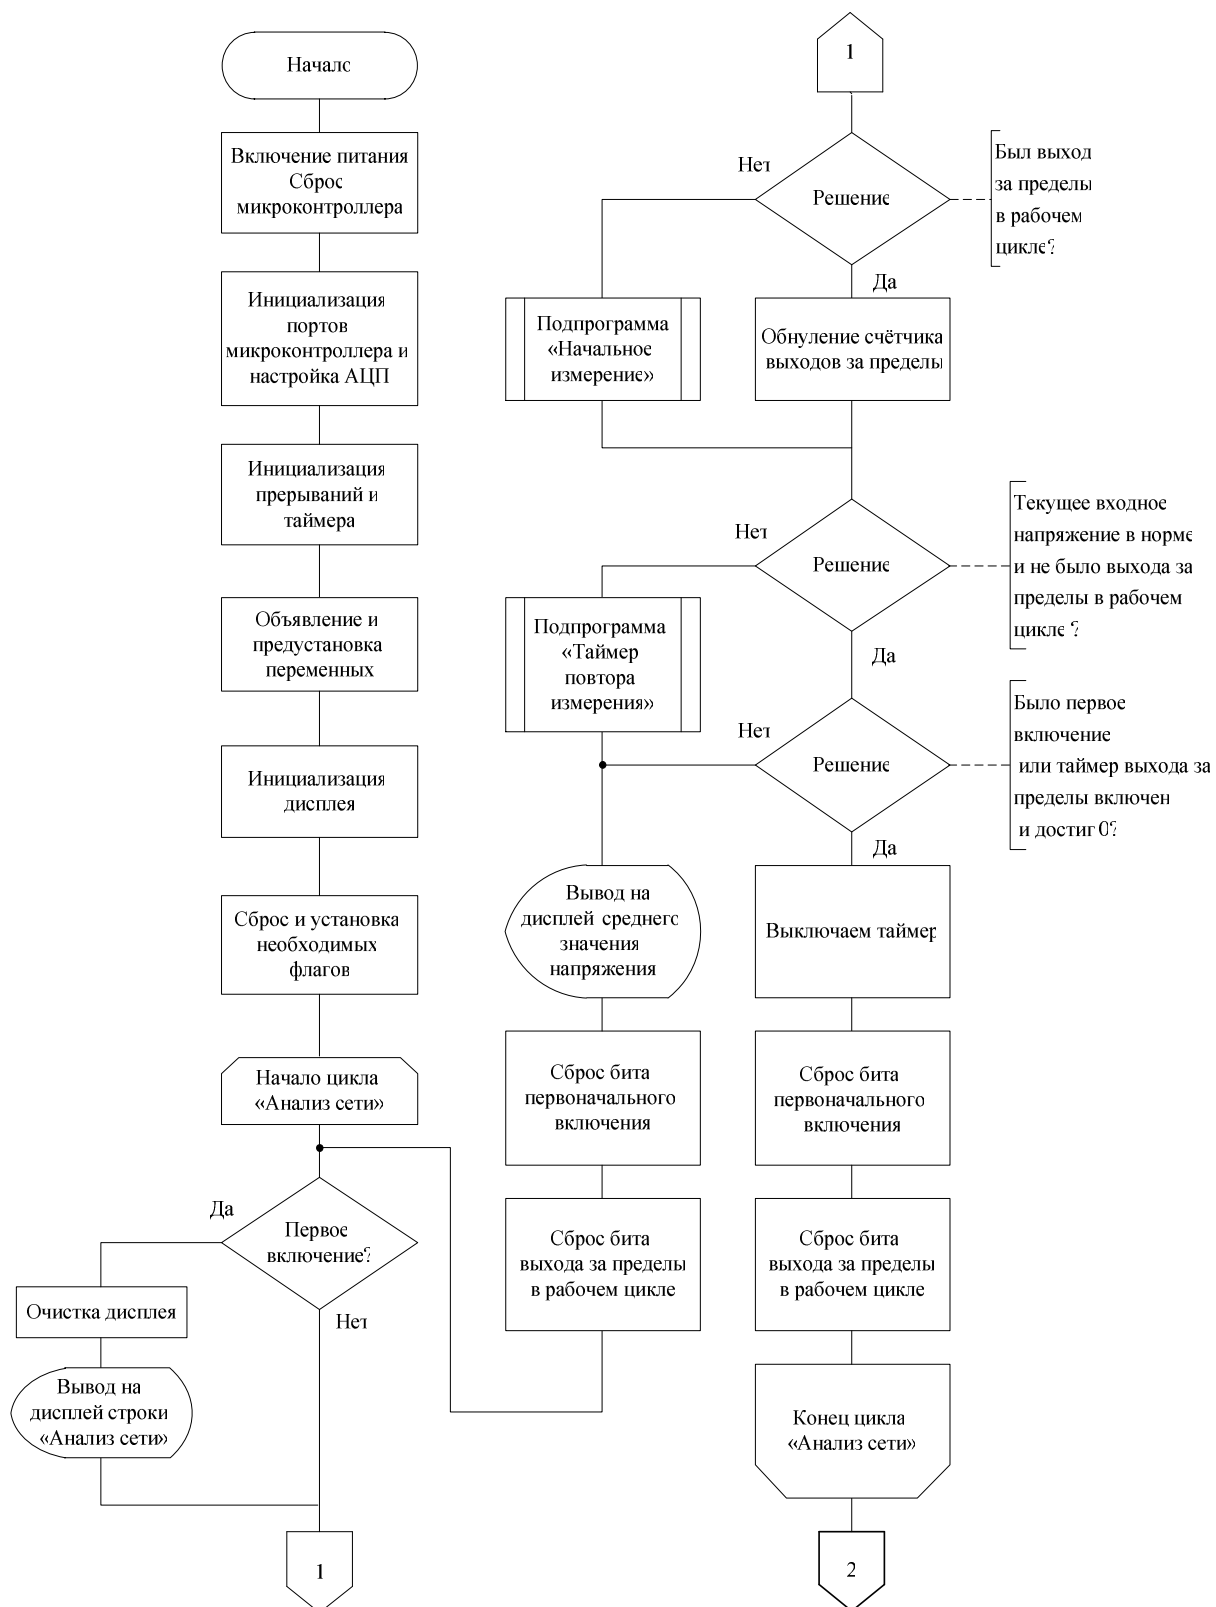 Начало
Включение питания
Сброс
микроконтроллера
Инициализация
портов
микроконтроллера и
настройка АЦП
Инициализация
прерываний и
таймера
Объявление и
предустановка
переменных
Инициализация
дисплея
Сброс и установка
необходимых
флагов
Начало цикла
«Анализ сети»
Да
Первое
включение?
Нет
Очистка дисплея
Вывод на
дисплей строки
«Анализ сети»
1
1
Нет
Решение
Был выход
за пределы
в рабочем
цикле?
Да
Подпрограмма
«Начальное
измерение»
Обнуление счётчика
выходов за пределы
Нет
Решение
Текущее входное
напряжение в норме
и не было выхода за
пределы в рабочем
цикле ?
Да
Подпрограмма
«Таймер
повтора
измерения»
Нет
Решение
Было первое
включение
или таймер выхода за
пределы включен
и достиг 0?
Да
Вывод на
дисплей среднего
значения
напряжения
Выключаем таймер
Сброс бита
первоначального
включения
Сброс бита
первоначального
включения
Сброс бита
выхода за пределы
в рабочем цикле
Сброс бита
выхода за пределы
в рабочем цикле
Конец цикла
«Анализ сети»
2